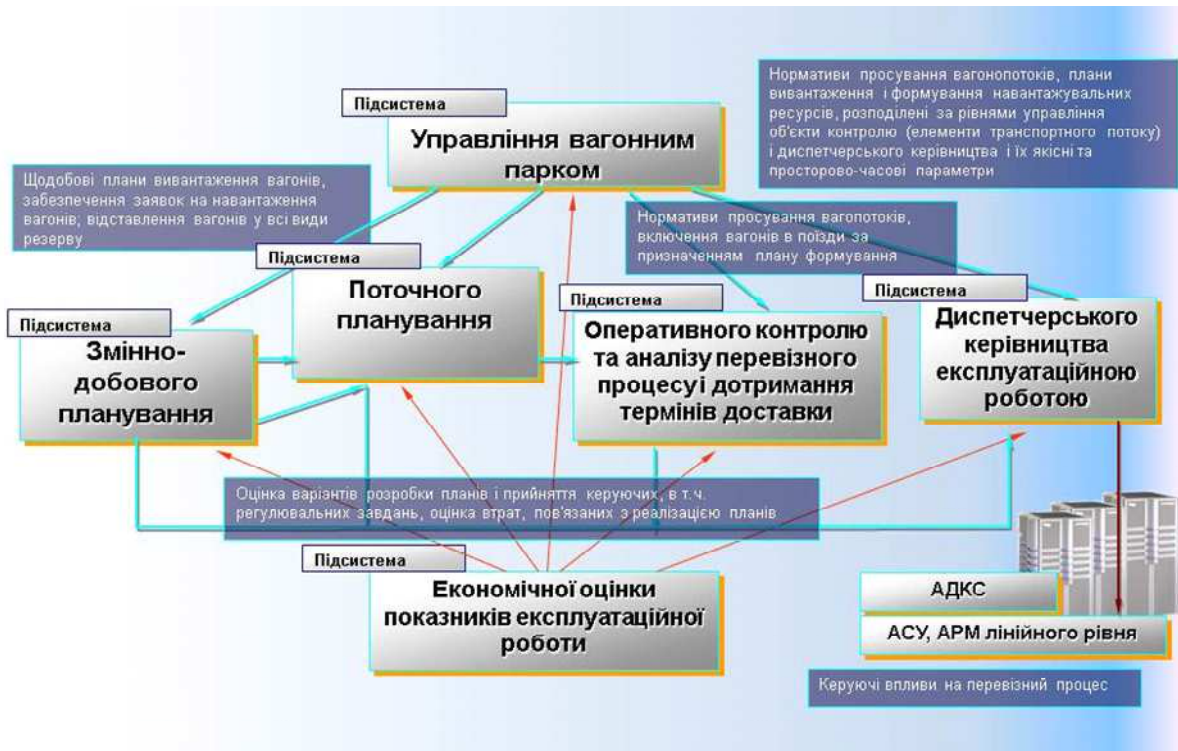 Підсистема
Управління вагонним
парком
Нормативи просування вагонопотоків, плани
вивантаження і формування навантажувальних
ресурсів, розподілені за рівнями управління
об'єкти контролю (елементи транспортного потоку)
і диспетчерського керівництва і їх якісні та
просторово-часові параметри
Щодобові плани вивантаження вагонів,
забезпечення заявок на навантаження
вагонів; відставлення вагонів у всі види
резерву
Нормативи просування вагопотоків,
включення вагонів в поїзди за
призначенням плану формування
Підсистема
Поточного
планування
Підсистема
Змінно-
добового
планування
Підсистема
Оперативного контролю
та аналізу перевізного
процесу і дотримання
термінів доставки
Підсистема
Диспетчерського
керівництва
експлуатаційною
роботою
Оцінка варіантів розробки планів і прийняття керуючих, в т.ч.
регулювальних завдань, оцінка втрат, пов'язаних з реалізацією планів
Підсистема
Економічної оцінки
показників експлуатаційної
роботи
АДКС
АСУ, АРМ лінійного рівня
Керуючі впливи на перевізний процес